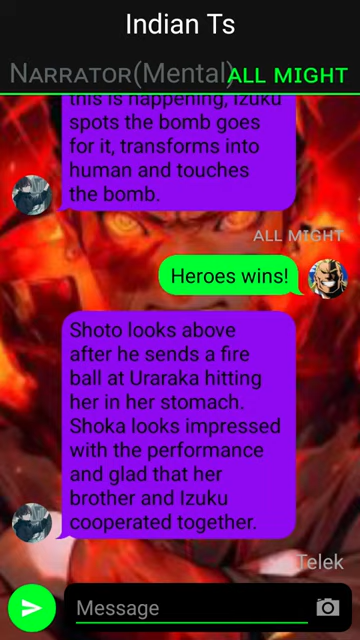 Indian Ts
Narrator(Mental)
ALL MIGHT
this is happening, Izuku
spots the bomb goes
for it, transforms into
human and touches
the bomb.
ALL MIGHT
Heroes wins!
Shoto looks above
after he sends a fire
ball at Uraraka hitting
her in her stomach.
Shoka looks impressed
with the performance
and glad that her
brother and Izuku
cooperated together.
Telek
Message